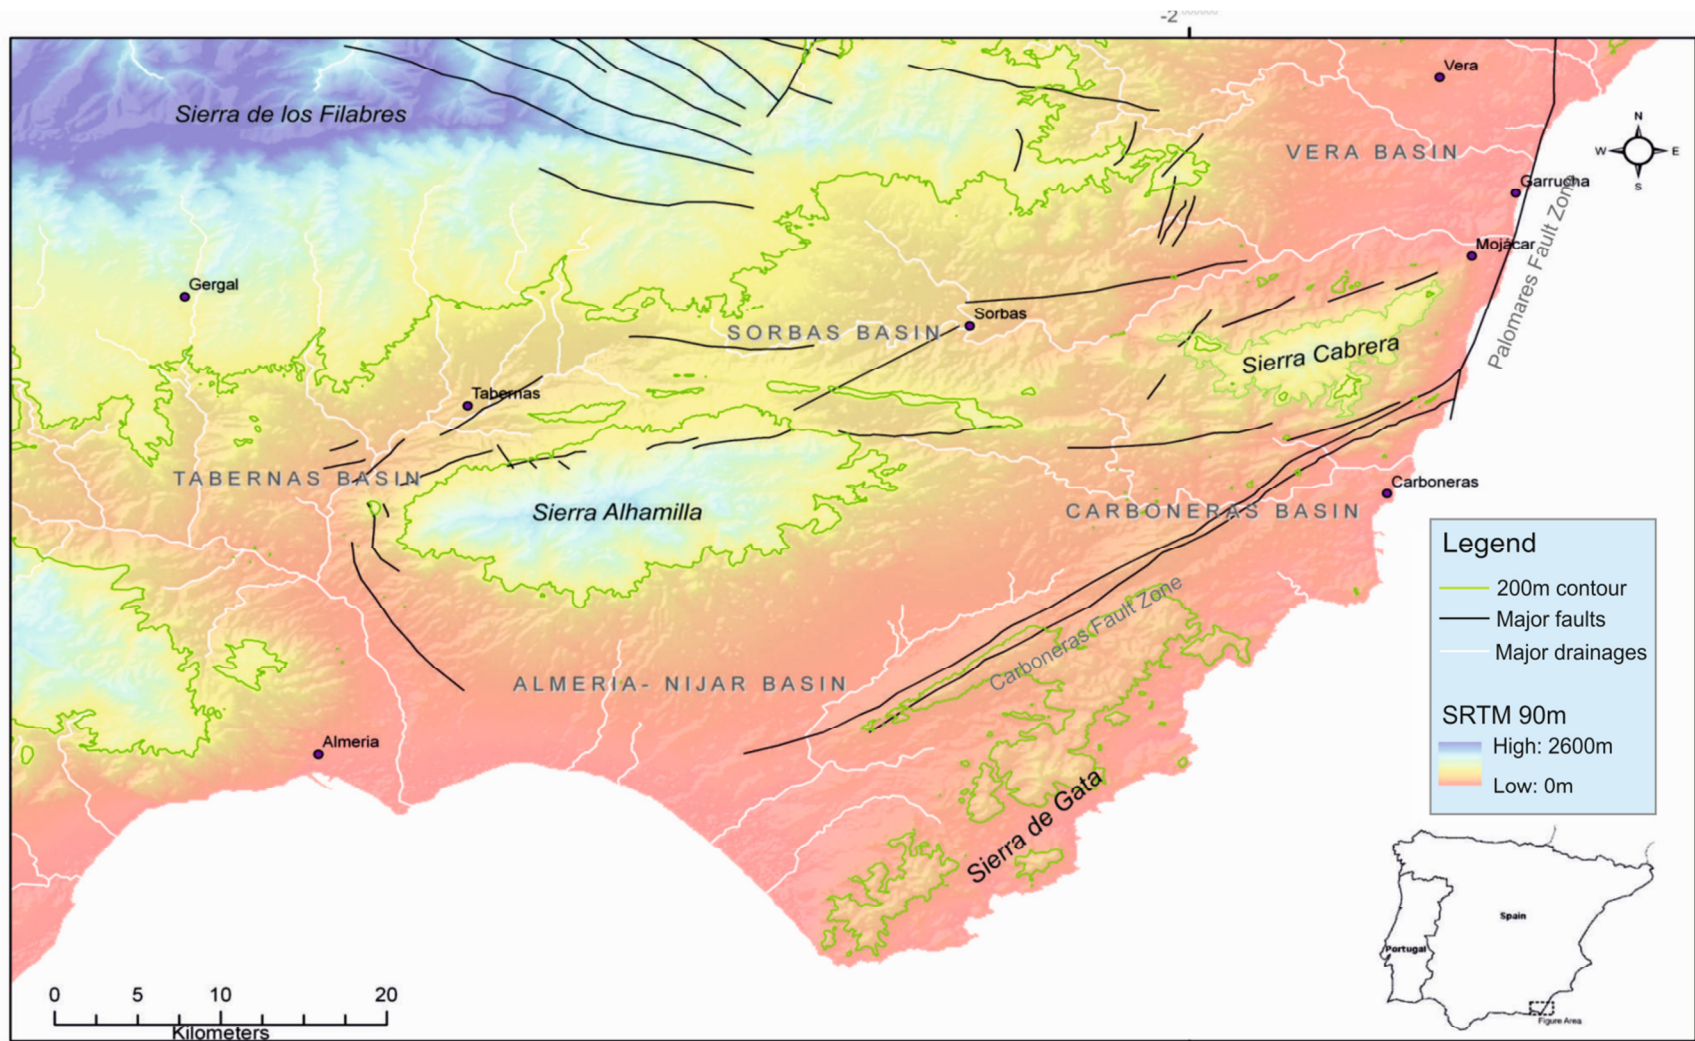 -2
Vera
Sierra de los Filabres
N
W E
S
VERA BASIN
Garrucha
Mojácar
Palomares Fault Zone
Gergal
Sorbas
SORBAS BASIN
Sierra Cabrera
Tabernas
TABERNAS BASIN
Sierra Alhamilla
Carboneras
CARBONERAS BASIN
Legend
200m contour
Major faults
Major drainages
Carboneras Fault Zone
ALMERIA- NIJAR BASIN
SRTM 90m
High: 2600m
Low: 0m
Almeria
Sierra de Gata
Spain
Portugal
Figure Area
0 5 10 20
Kilometers